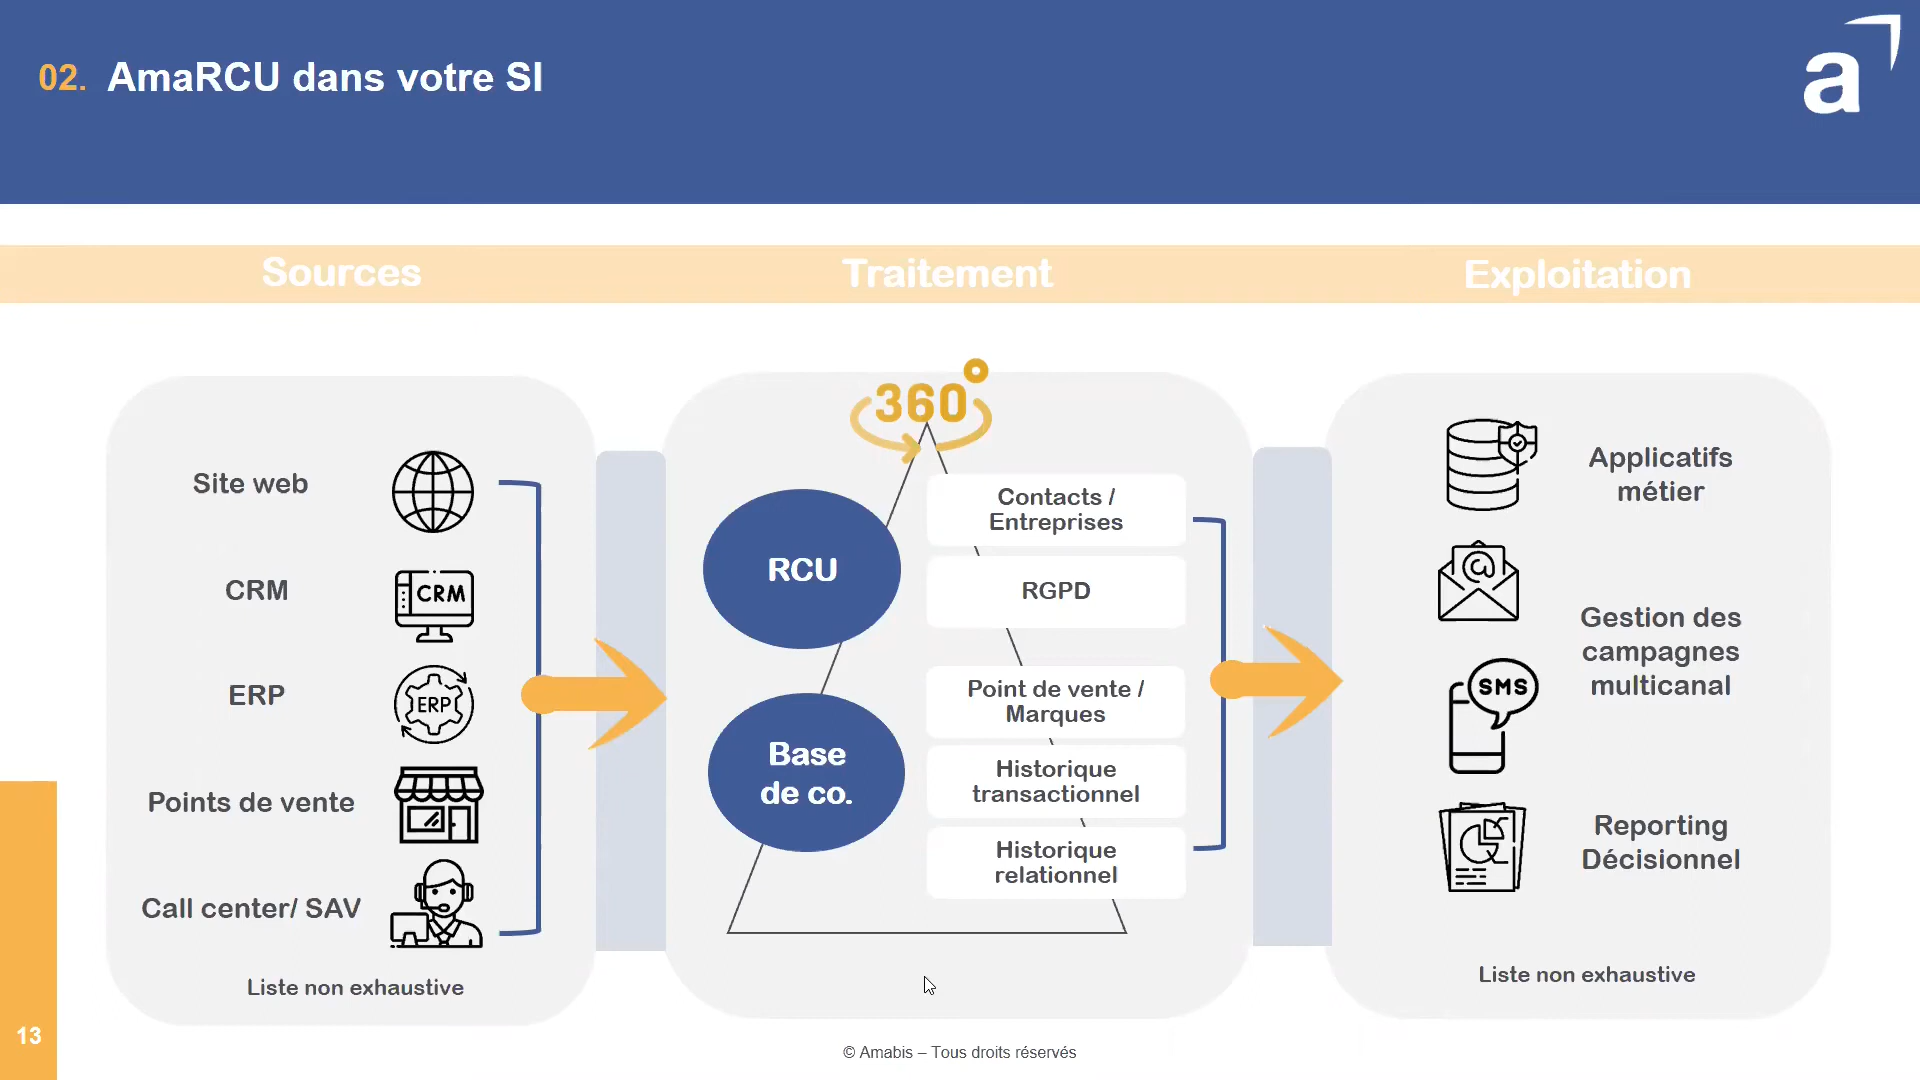 02. AmaRCU dans votre SI
a
Sources
Traitement
Exploitation
Site web
CRM
CRM
ERP
ERP
Points de vente
Call center/ SAV
Liste non exhaustive
360°
RCU
Base
de co.
Contacts /
Entreprises
RGPD
Point de vente /
Marques
Historique
transactionnel
Historique
relationnel
Applicatifs
métier
@
Gestion des
campagnes
multicanal
SMS
Reporting
Décisionnel
Liste non exhaustive
13
© Amabis – Tous droits réservés